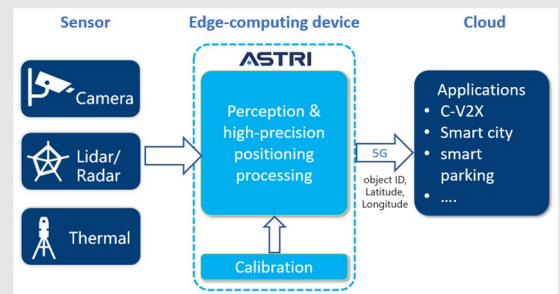 Sensor
Edge-computing device
Cloud
ASTRI
Camera
Lidar/
Radar
Thermal
Perception &
high-precision
positioning
processing
Calibration
5G
object ID,
Latitude,
Longitude
Applications
• C-V2X
• Smart city
• smart
parking
• ....